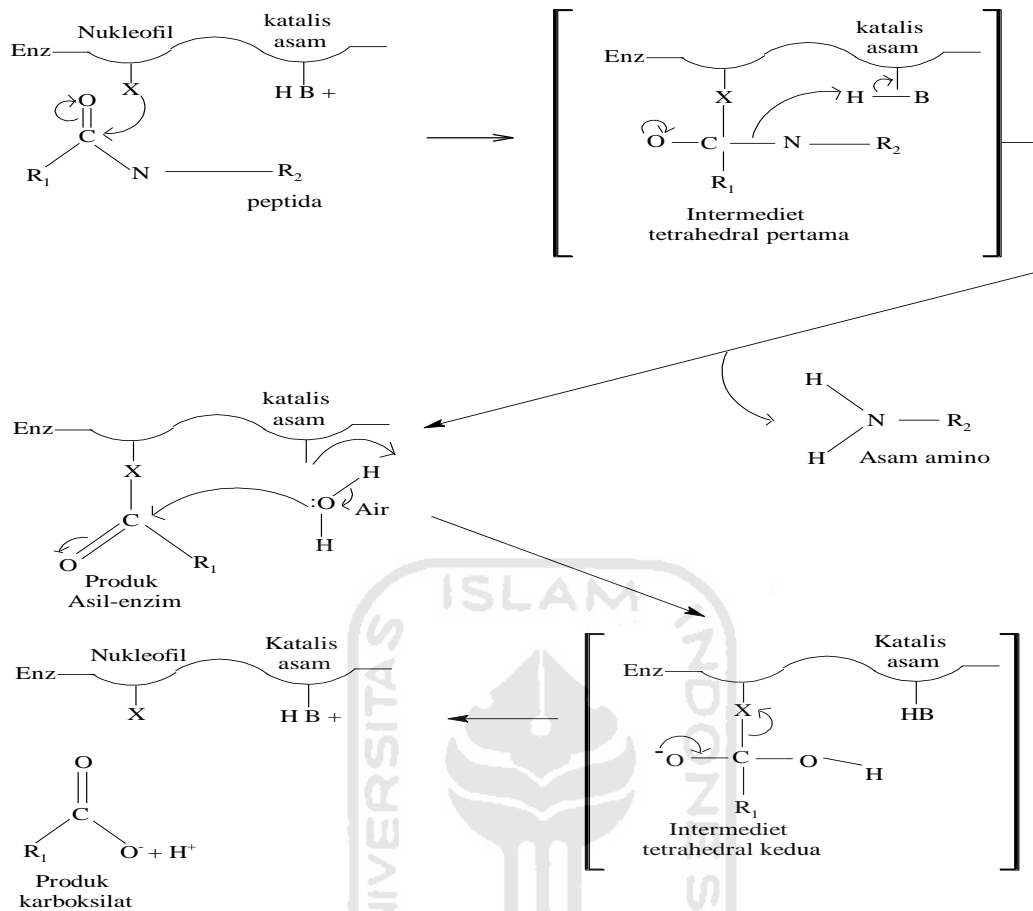 Nukleofil
katalis
asam
Enz
X
H B +
O
C
R₁
N
R₂
peptida
katalis
asam
Enz
X
H
B
O
C
N
R₂
R₁
Intermediet
tetrahedral pertama
H
N
R₂
H
Asam amino
katalis
asam
Enz
X
H
:O
Air
C
H
O
R₁
Produk
Asil-enzim
Nukleofil
Katalis
asam
Enz
X
H B +
O
C
R₁
O⁻ + H⁺
Produk
karboksilat
Katalis
asam
Enz
X
HB
⁻O
C
O
H
R₁
Intermediet
tetrahedral kedua
ISLAM
UNIVERSITAS
INDONES